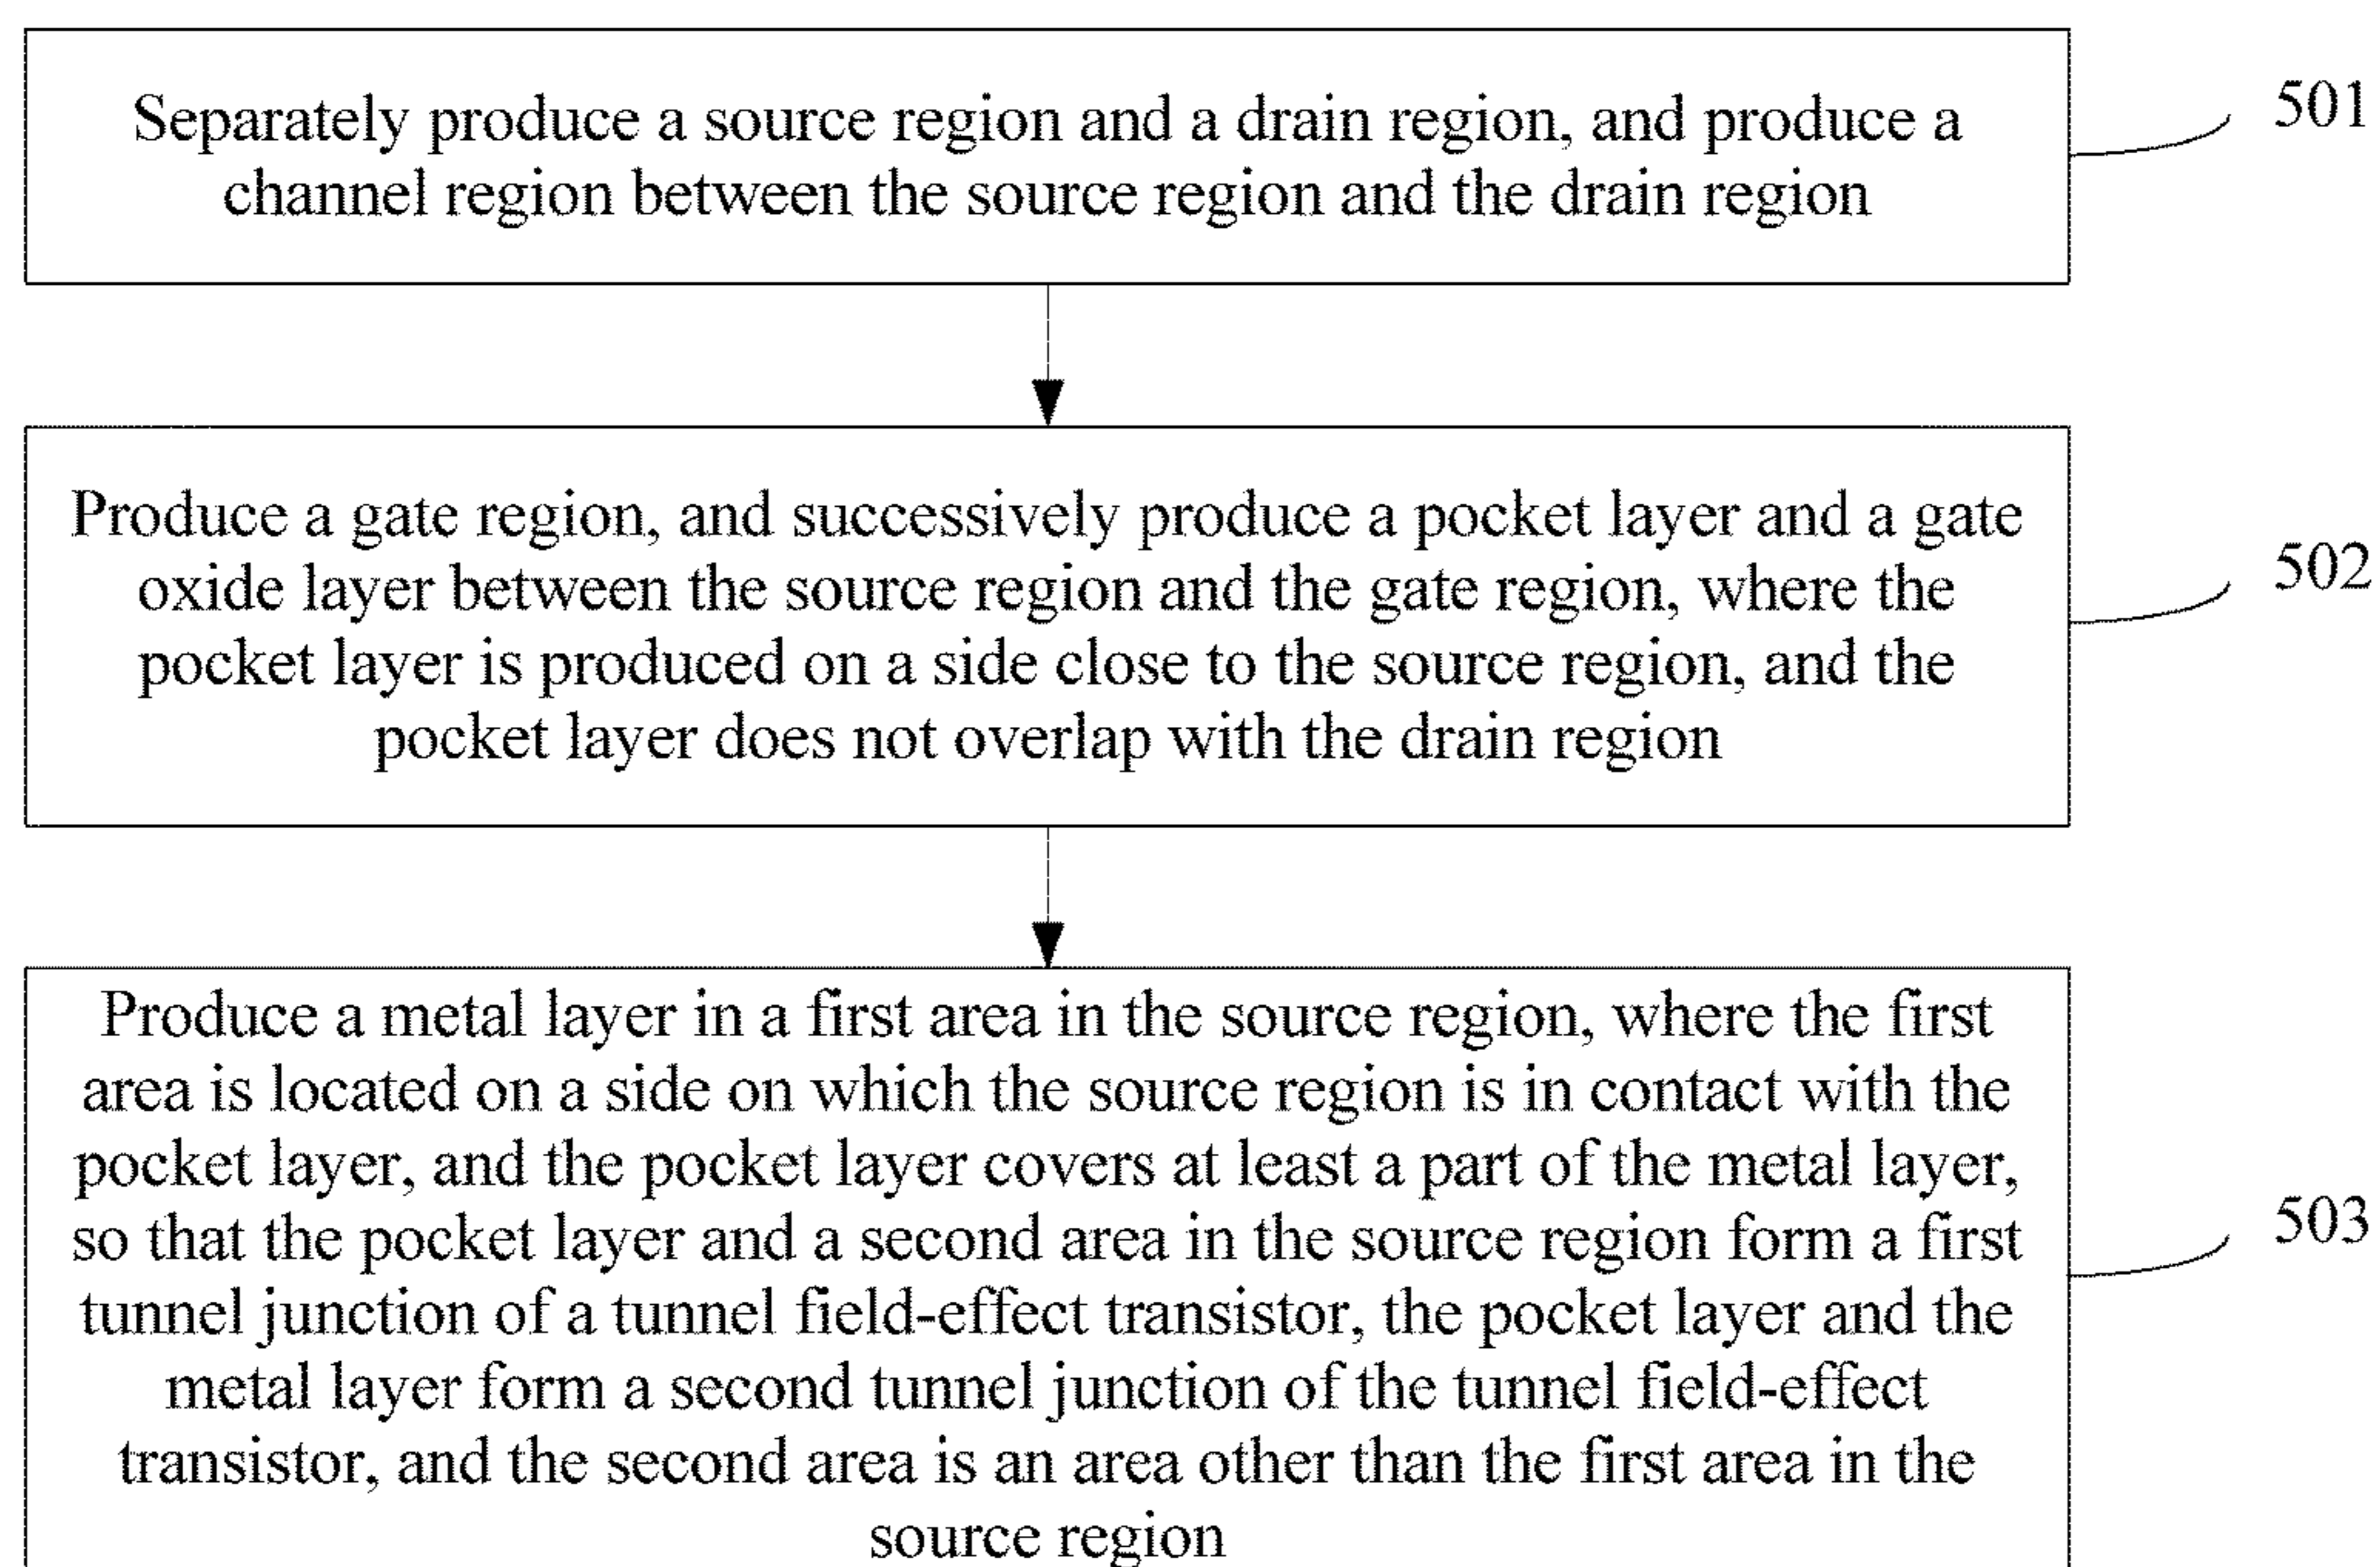 Separately produce a source region and a drain region, and produce a
channel region between the source region and the drain region
501
Produce a gate region, and successively produce a pocket layer and a gate
oxide layer between the source region and the gate region, where the
pocket layer is produced on a side close to the source region, and the
pocket layer does not overlap with the drain region
502
Produce a metal layer in a first area in the source region, where the first
area is located on a side on which the source region is in contact with the
pocket layer, and the pocket layer covers at least a part of the metal layer,
so that the pocket layer and a second area in the source region form a first
tunnel junction of a tunnel field-effect transistor, the pocket layer and the
metal layer form a second tunnel junction of the tunnel field-effect
transistor, and the second area is an area other than the first area in the
source region
503